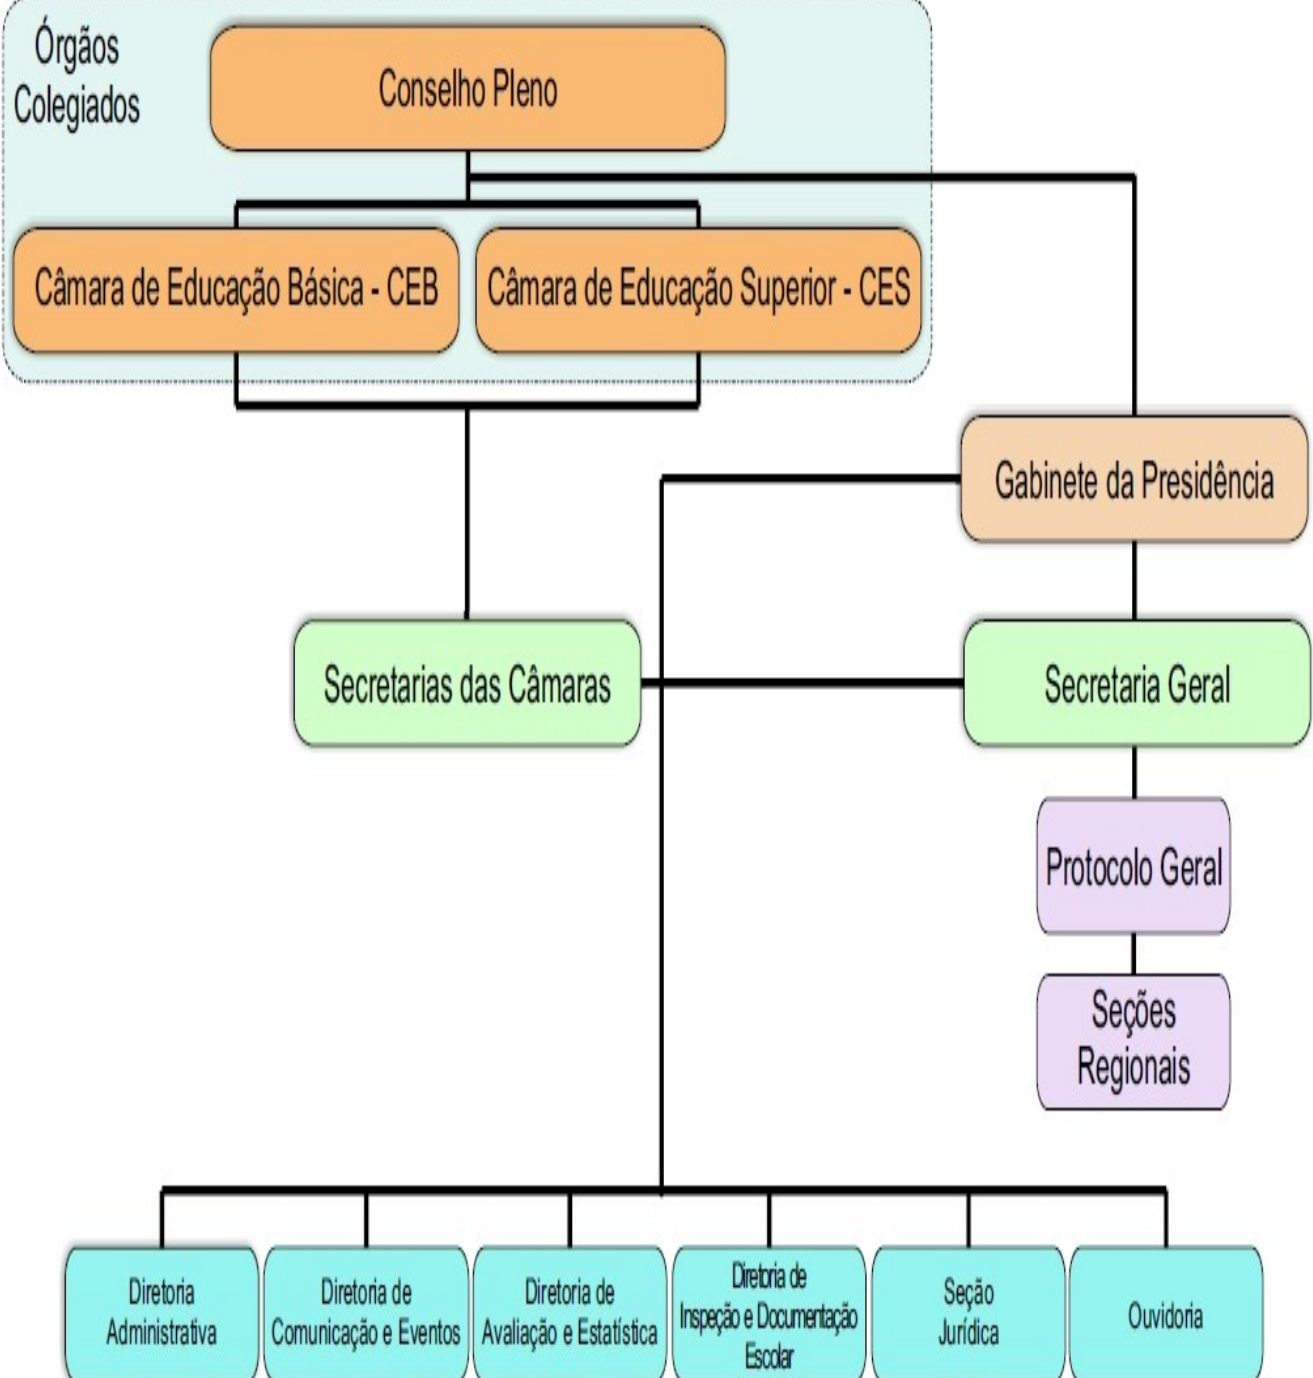 Órgãos
Colegiados
Conselho Pleno
Câmara de Educação Básica - CEB
Câmara de Educação Superior - CES
Gabinete da Presidência
Secretarias das Câmaras
Secretaria Geral
Protocolo Geral
Seções
Regionais
Diretoria
Administrativa
Diretoria de
Comunicação e Eventos
Diretoria de
Avaliação e Estatística
Diretoria de
Inspeção e Documentação
Escolar
Seção
Jurídica
Ouvidoria